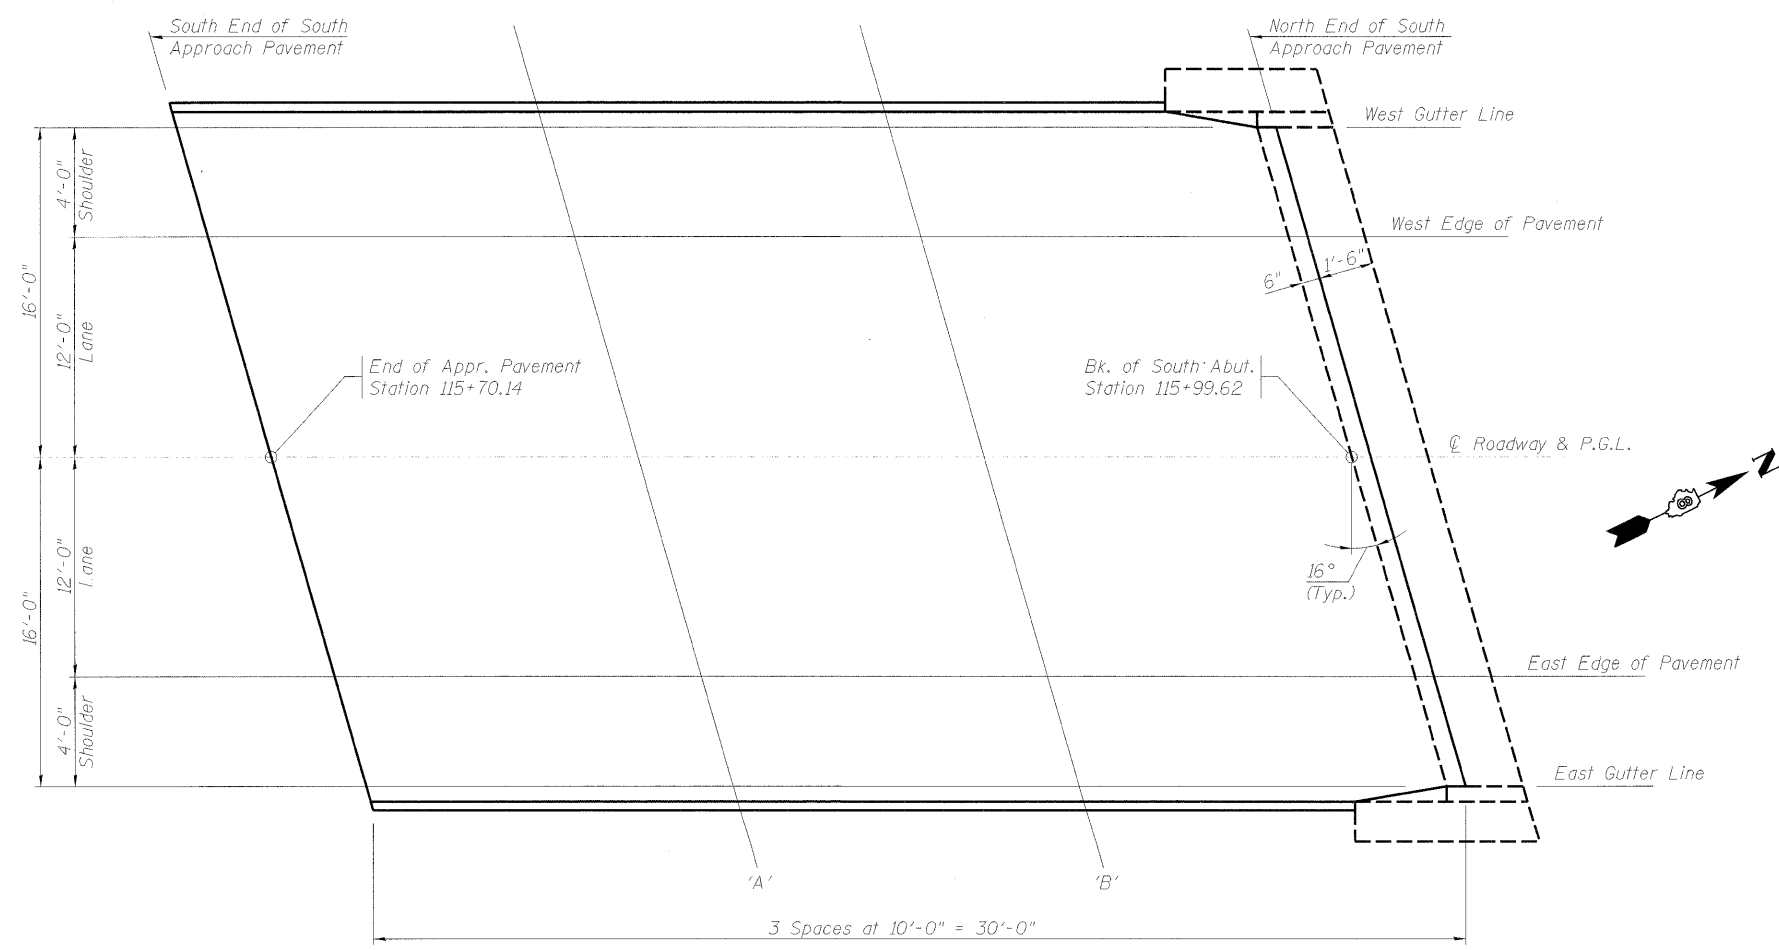 South End of South
Approach Pavement
North End of South
Approach Pavement
West Gutter Line
4'-0"
Shoulder
West Edge of Pavement
16'-0"
6"
1'-6"
12'-0"
Lane
End of Appr. Pavement
Station 115+70.14
Bk. of South Abut.
Station 115+99.62
℄ Roadway & P.G.L.
N
12'-0"
Lane
16°
(Typ.)
16'-0"
East Edge of Pavement
4'-0"
Shoulder
East Gutter Line
'A'
'B'
3 Spaces at 10'-0" = 30'-0"